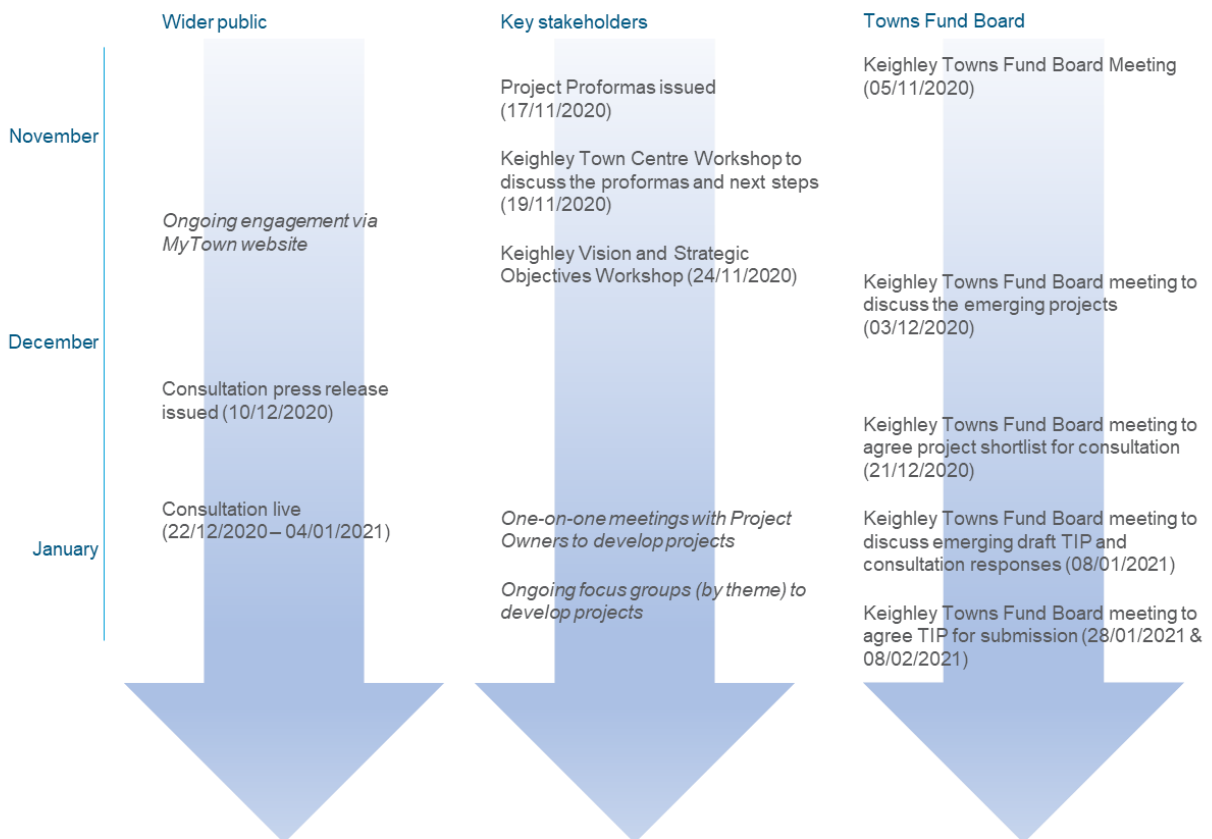 Wider public
Key stakeholders
Towns Fund Board
November
December
January
Ongoing engagement via
MyTown website
Consultation press release
issued (10/12/2020)
Consultation live
(22/12/2020 – 04/01/2021)
Project Proformas issued
(17/11/2020)
Keighley Town Centre Workshop to
discuss the proformas and next steps
(19/11/2020)
Keighley Vision and Strategic
Objectives Workshop (24/11/2020)
One-on-one meetings with Project
Owners to develop projects
Ongoing focus groups (by theme) to
develop projects
Keighley Towns Fund Board Meeting
(05/11/2020)
Keighley Towns Fund Board meeting to
discuss the emerging projects
(03/12/2020)
Keighley Towns Fund Board meeting to
agree project shortlist for consultation
(21/12/2020)
Keighley Towns Fund Board meeting to
discuss emerging draft TIP and
consultation responses (08/01/2021)
Keighley Towns Fund Board meeting to
agree TIP for submission (28/01/2021 &
08/02/2021)